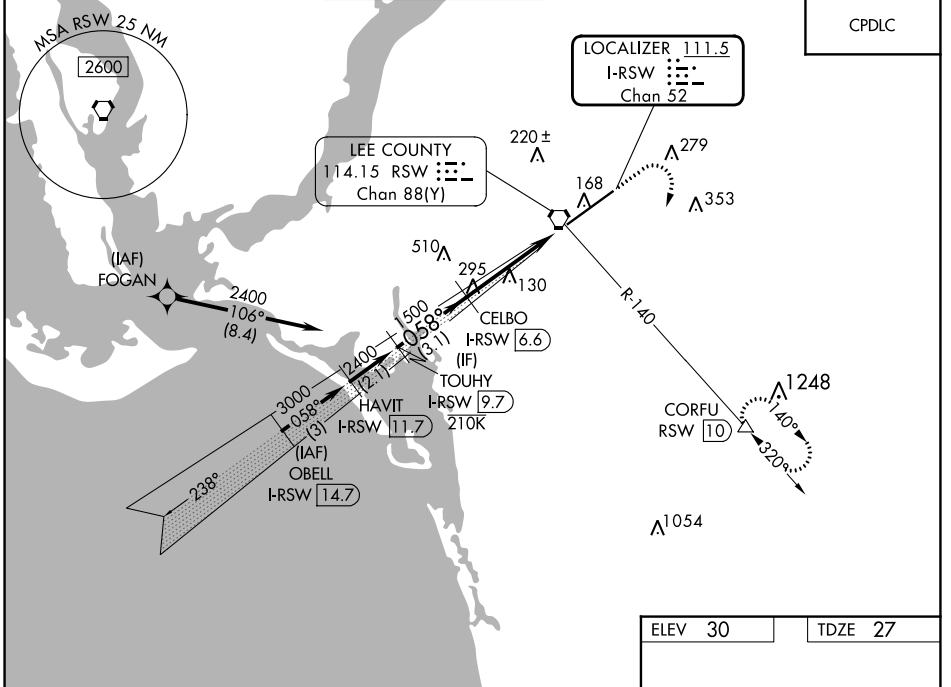 MSA RSW 25 NM
2600
CPDLC
LOCALIZER 111.5
I-RSW
Chan 52
LEE COUNTY
114.15 RSW
Chan 88(Y)
220 ±
168
279
353
510
295
130
(IAF)
FOGAN
2400
106°
(8.4)
1500
058°
(3.1)
CELBO
I-RSW 6.6
(IF)
TOUHY
I-RSW 9.7
210K
2400
(2.1)
HAVIT
I-RSW 11.7
3000
058°
(3)
(IAF)
OBELL
I-RSW 14.7
238°
R-140
CORFU
RSW 10
1248
140°
320°
1054
ELEV 30
TDZE 27